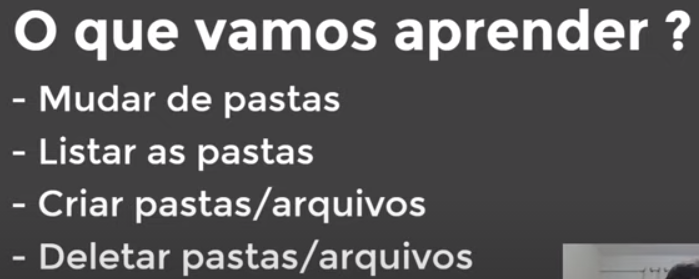 O que vamos aprender ?
- Mudar de pastas
- Listar as pastas
- Criar pastas/arquivos
- Deletar pastas/arquivos